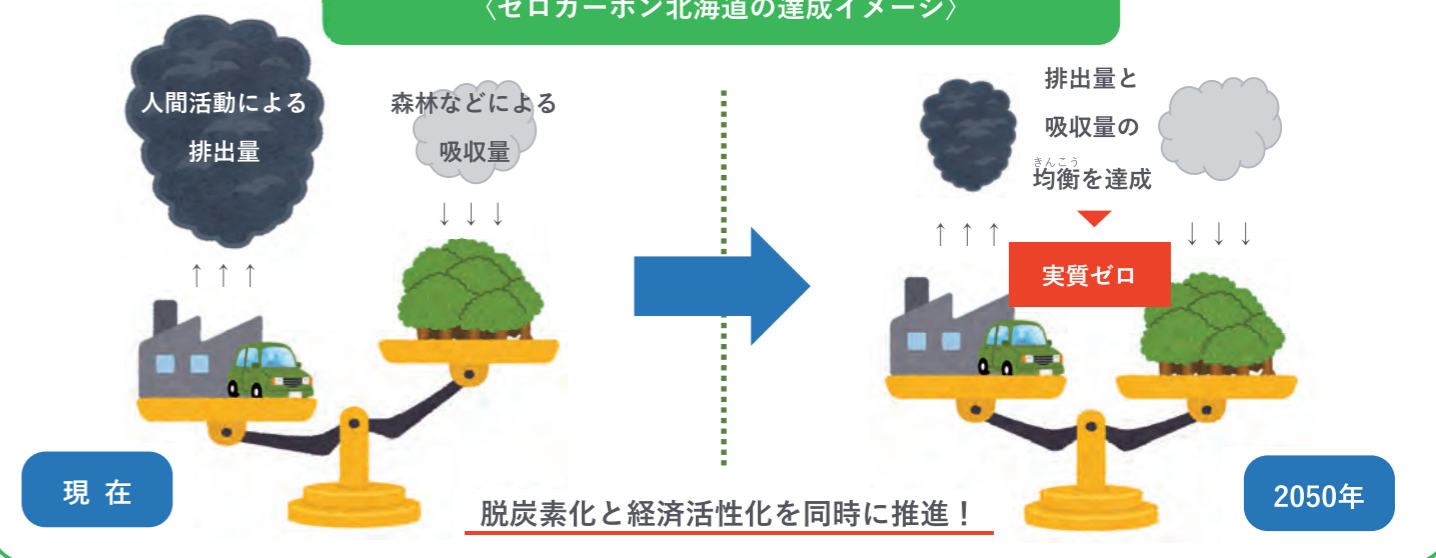 〈ゼロカーボン北海道の達成イメージ〉
人間活動による
排出量
森林などによる
吸収量
↓↓↓
↑↑↑
現在
排出量と
吸収量の
きんこう
均衡を達成
↑↑↑
↓↓↓
実質ゼロ
2050年
脱炭素化と経済活性化を同時に推進！